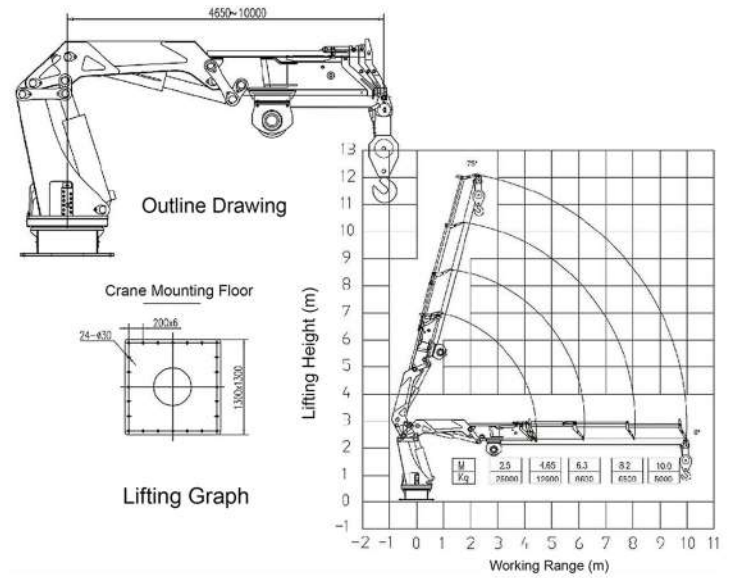 4650~10000
Outline Drawing
Crane Mounting Floor
200x6
24-ϕ30
1300x1300
Lifting Graph
Lifting Height (m)
13
12
11
10
9
8
7
6
5
4
3
2
1
0
-1
75°
0°
M 2.5 4.65 6.3 8.2 10.0
Kg 25000 12000 6500 5000
-2 -1 0 1 2 3 4 5 6 7 8 9 10 11
Working Range (m)